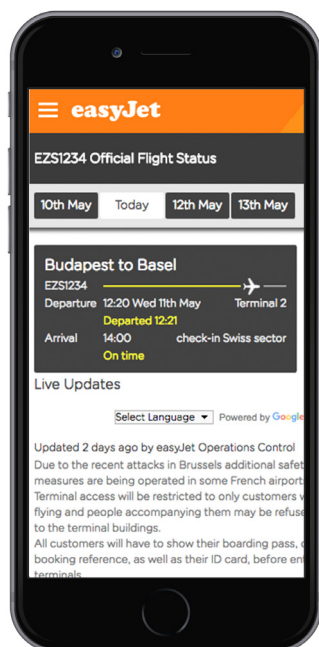 easyJet
EZS1234 Official Flight Status
10th May Today 12th May 13th May
Budapest to Basel
EZS1234
Departure 12:20 Wed 11th May Terminal 2
Departed 12:21
Arrival 14:00 check-in Swiss sector
On time
Live Updates
Select Language Powered by Google
Updated 2 days ago by easyJet Operations Control
Due to the recent attacks in Brussels additional safet
measures are being operated in some French airport
Terminal access will be restricted to only customers w
flying and people accompanying them may be refuse
to the terminal buildings.
All customers will have to show their boarding pass, o
booking reference, as well as their ID card, before ent
terminals